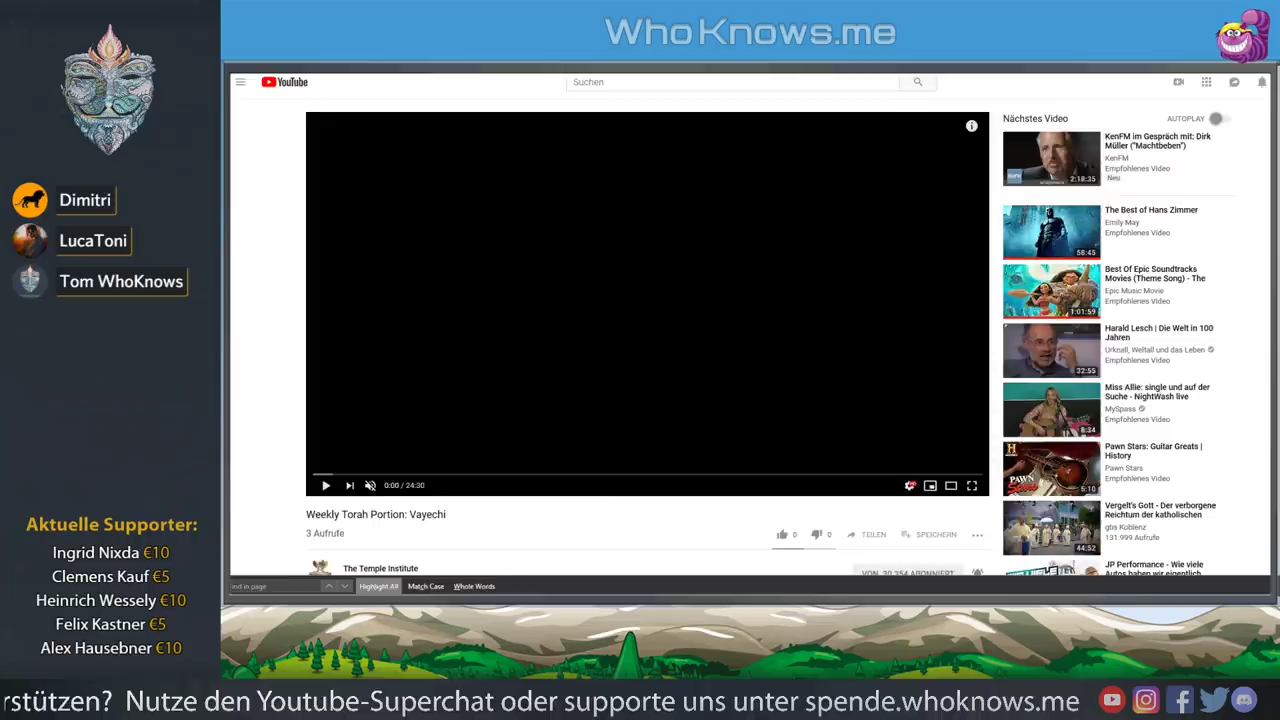 WhoKnows.me
Dimitri
LucaToni
Tom WhoKnows
Aktuelle Supporter:
Ingrid Nixda €10
Clemens Kauf €5
Heinrich Wessely €10
Felix Kastner €5
Alex Hausebner €10
YouTube
Suchen
0:00 / 24:30
Weekly Torah Portion: Vayechi
3 Aufrufe
0
0
TEILEN
SPEICHERN
The Temple Institute
VON 30.354 ABONNIERT
Nächstes Video
AUTOPLAY
KenFM im Gespräch mit: Dirk
Müller ("Machtbeben")
KenFM
Empfohlenes Video
Neu
2:18:35
The Best of Hans Zimmer
Emily May
Empfohlenes Video
58:45
Best Of Epic Soundtracks
Movies (Theme Song) - The
Epic Music Movie
Empfohlenes Video
1:01:59
Harald Lesch | Die Welt in 100
Jahren
Urknall, Weltall und das Leben
Empfohlenes Video
32:55
Miss Allie: single und auf der
Suche - NightWash live
MySpass
Empfohlenes Video
8:34
Pawn Stars: Guitar Greats |
History
Pawn Stars
Empfohlenes Video
H
PAWN
5:10
Vergelt's Gott - Der verborgene
Reichtum der katholischen
gbs Koblenz
131.999 Aufrufe
44:52
JP Performance - Wie viele
Autos haben wir eigentlich
ind in page
Highlight All
Match Case
Whole Words
rstützen? Nutze den Youtube-Superchat oder supporte uns unter spende.whoknows.me